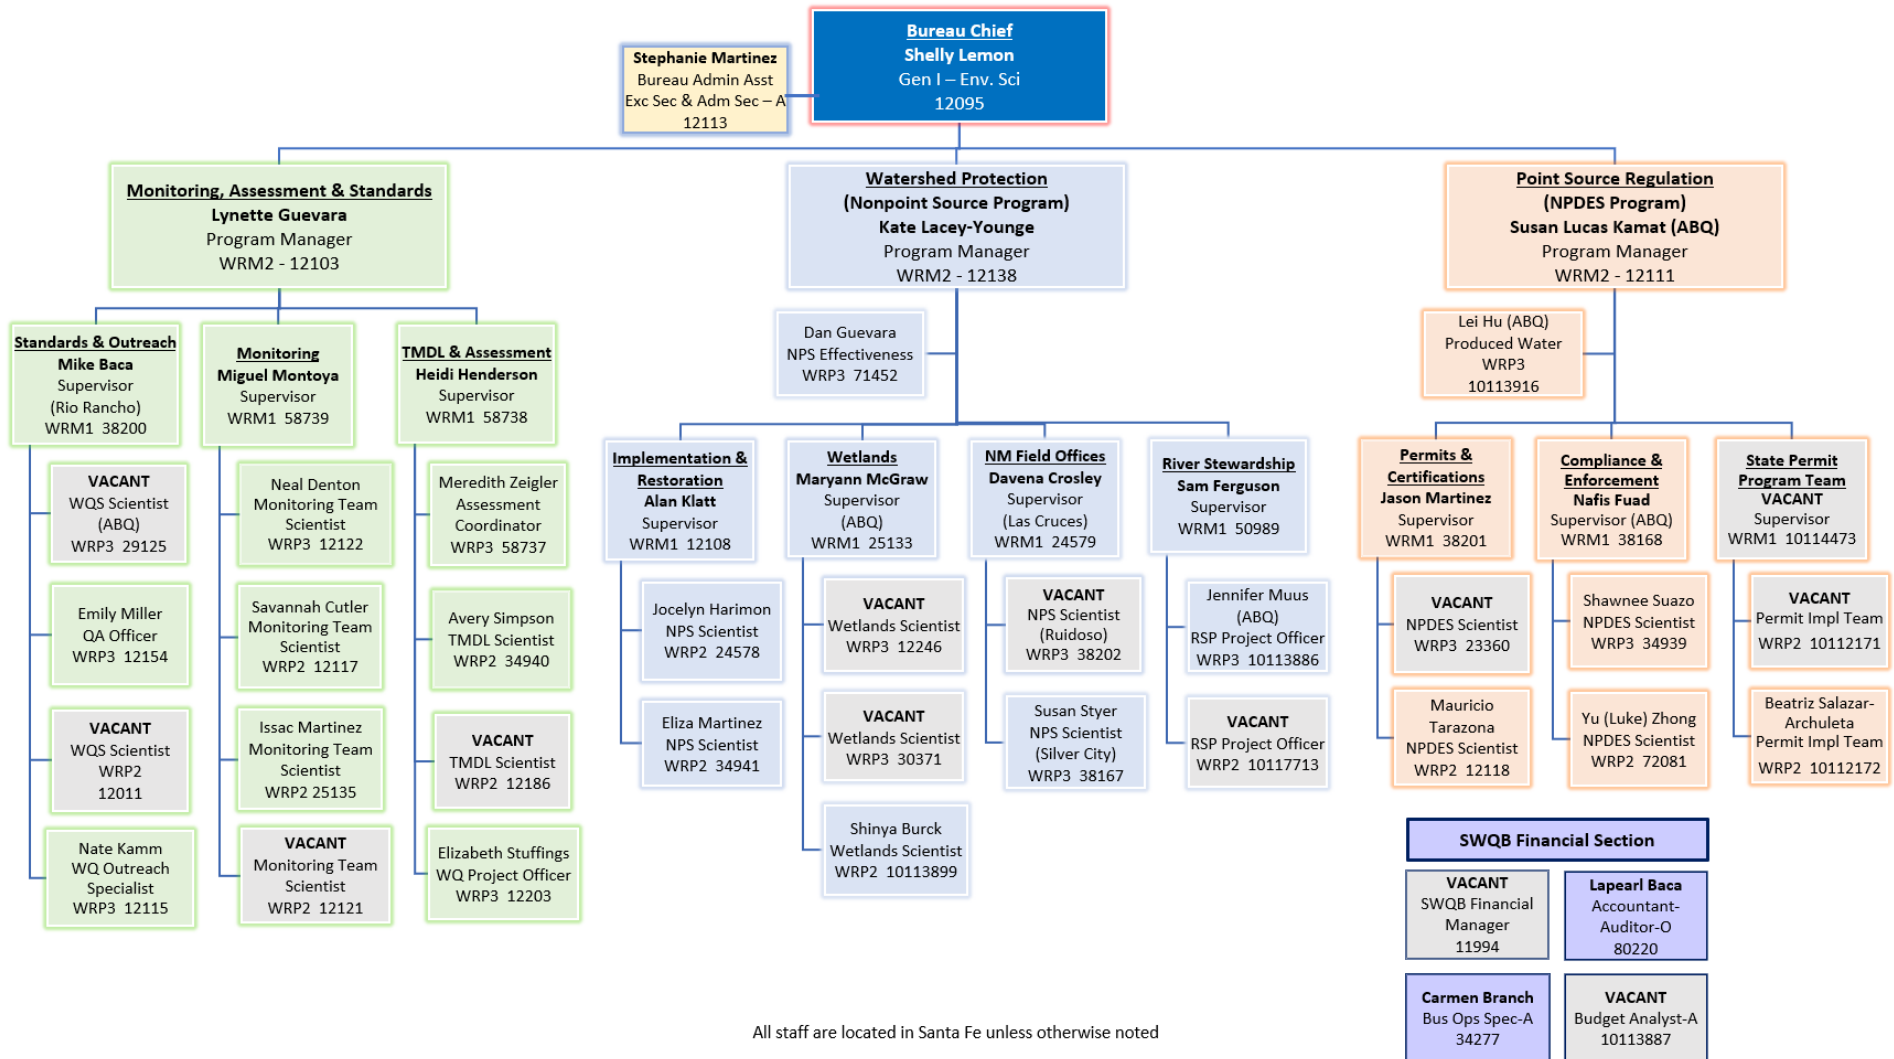 Bureau Chief
Shelly Lemon
Gen I – Env. Sci
12095
Stephanie Martinez
Bureau Admin Asst
Exc Sec & Adm Sec – A
12113
Monitoring, Assessment & Standards
Lynette Guevara
Program Manager
WRM2 - 12103
Watershed Protection
(Nonpoint Source Program)
Kate Lacey-Younge
Program Manager
WRM2 - 12138
Point Source Regulation
(NPDES Program)
Susan Lucas Kamat (ABQ)
Program Manager
WRM2 - 12111
Dan Guevara
NPS Effectiveness
WRP3 71452
Lei Hu (ABQ)
Produced Water
WRP3
10113916
Standards & Outreach
Mike Baca
Supervisor
(Rio Rancho)
WRM1 38200
Monitoring
Miguel Montoya
Supervisor
WRM1 58739
TMDL & Assessment
Heidi Henderson
Supervisor
WRM1 58738
Implementation &
Restoration
Alan Klatt
Supervisor
WRM1 12108
Wetlands
Maryann McGraw
Supervisor
(ABQ)
WRM1 25133
NM Field Offices
Davena Crosley
Supervisor
(Las Cruces)
WRM1 24579
River Stewardship
Sam Ferguson
Supervisor
WRM1 50989
Permits &
Certifications
Jason Martinez
Supervisor
WRM1 38201
Compliance &
Enforcement
Nafis Fuad
Supervisor (ABQ)
WRM1 38168
State Permit
Program Team
VACANT
Supervisor
WRM1 10114473
VACANT
WQS Scientist
(ABQ)
WRP3 29125
Emily Miller
QA Officer
WRP3 12154
VACANT
WQS Scientist
WRP2
12011
Nate Kamm
WQ Outreach
Specialist
WRP3 12115
Neal Denton
Monitoring Team
Scientist
WRP3 12122
Savannah Cutler
Monitoring Team
Scientist
WRP2 12117
Issac Martinez
Monitoring Team
Scientist
WRP2 25135
VACANT
Monitoring Team
Scientist
WRP2 12121
Meredith Zeigler
Assessment
Coordinator
WRP3 58737
Avery Simpson
TMDL Scientist
WRP2 34940
VACANT
TMDL Scientist
WRP2 12186
Elizabeth Stuffings
WQ Project Officer
WRP3 12203
Jocelyn Harimon
NPS Scientist
WRP2 24578
Eliza Martinez
NPS Scientist
WRP2 34941
VACANT
Wetlands Scientist
WRP3 12246
VACANT
Wetlands Scientist
WRP3 30371
Shinya Burck
Wetlands Scientist
WRP2 10113899
VACANT
NPS Scientist
(Ruidoso)
WRP3 38202
Susan Styer
NPS Scientist
(Silver City)
WRP3 38167
Jennifer Muus
(ABQ)
RSP Project Officer
WRP3 10113886
VACANT
RSP Project Officer
WRP2 10117713
VACANT
NPDES Scientist
WRP3 23360
Mauricio
Tarazona
NPDES Scientist
WRP2 12118
Shawnee Suazo
NPDES Scientist
WRP3 34939
Yu (Luke) Zhong
NPDES Scientist
WRP2 72081
VACANT
Permit Impl Team
WRP2 10112171
Beatriz Salazar-
Archuleta
Permit Impl Team
WRP2 10112172
SWQB Financial Section
VACANT
SWQB Financial
Manager
11994
Lapearl Baca
Accountant-
Auditor-O
80220
Carmen Branch
Bus Ops Spec-A
34277
VACANT
Budget Analyst-A
10113887
All staff are located in Santa Fe unless otherwise noted